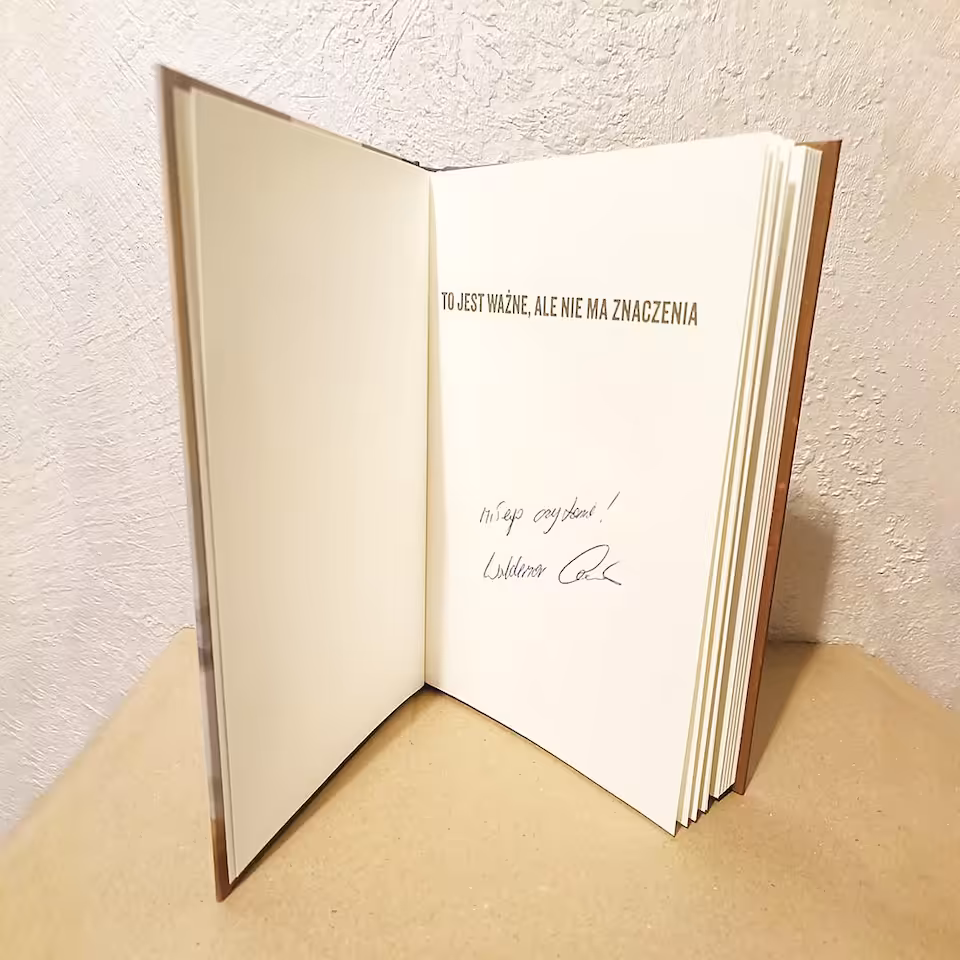 TO JEST WAŻNE, ALE NIE MA ZNACZENIA
Miłego czytania!
Waldemar